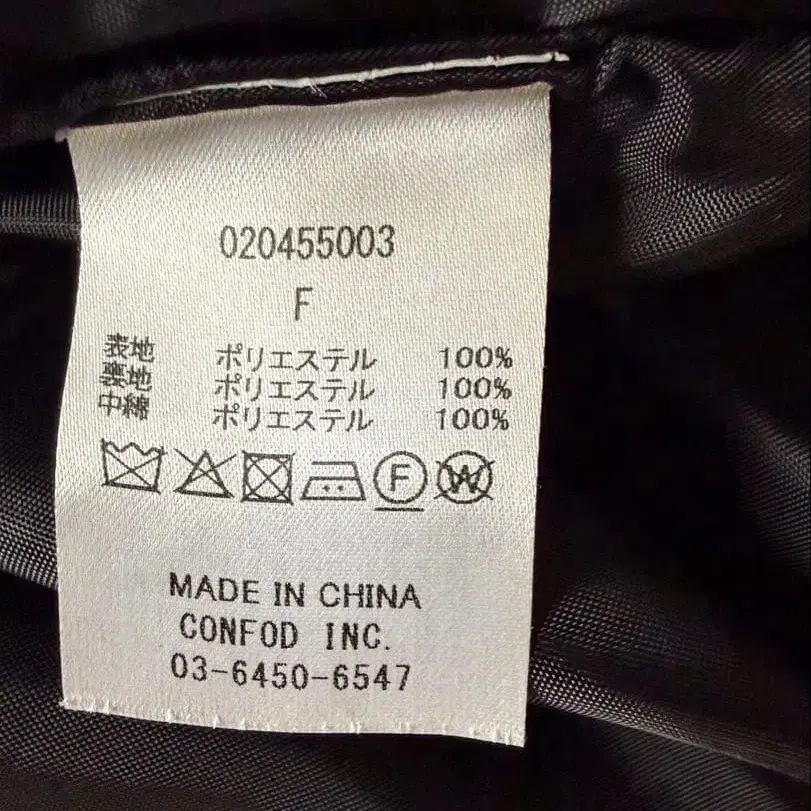 020455003
F
表地 ポリエステル 100%
裏地 ポリエステル 100%
中綿 ポリエステル 100%
F W
MADE IN CHINA
CONFOD INC.
03-6450-6547